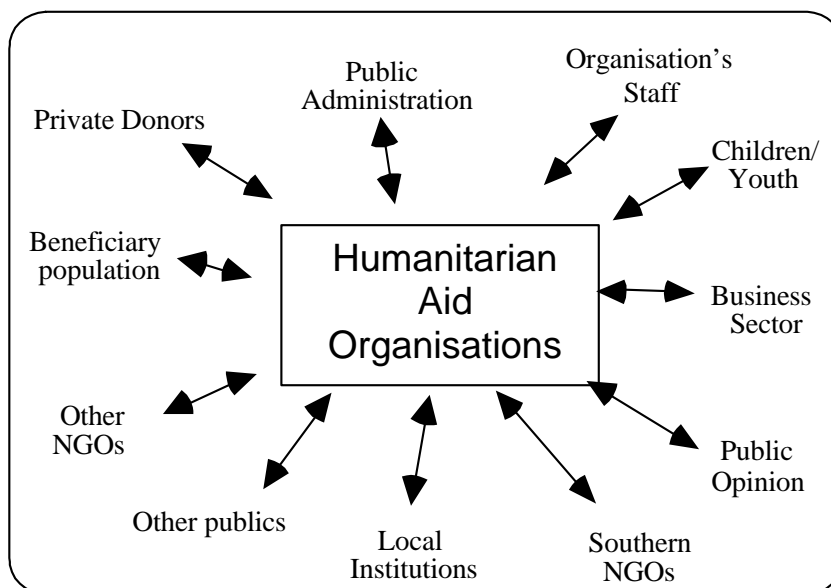 Public
Administration
Organisation’s
Staff
Private Donors
Children/
Youth
Beneficiary
population
Humanitarian
Aid
Organisations
Business
Sector
Other
NGOs
Public
Opinion
Other publics
Local
Institutions
Southern
NGOs